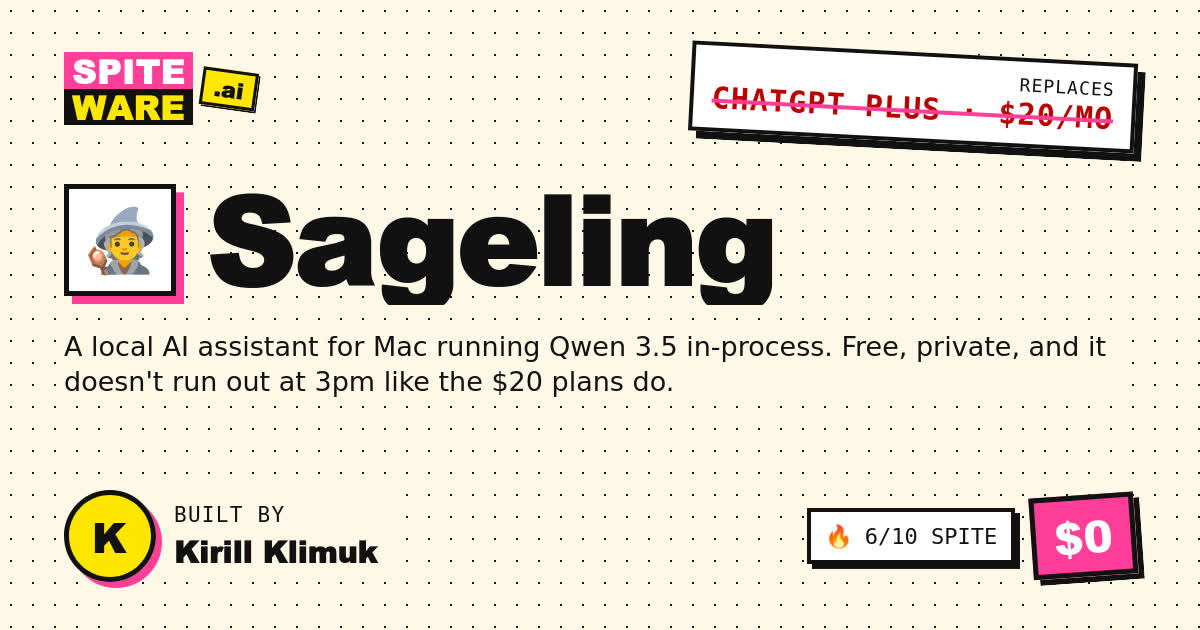 SPITE
WARE
.ai
REPLACES
CHATGPT PLUS · $20/MO
Sageling
A local AI assistant for Mac running Qwen 3.5 in-process. Free, private, and it
doesn't run out at 3pm like the $20 plans do.
K
BUILT BY
Kirill Klimuk
🔥 6/10 SPITE
$0